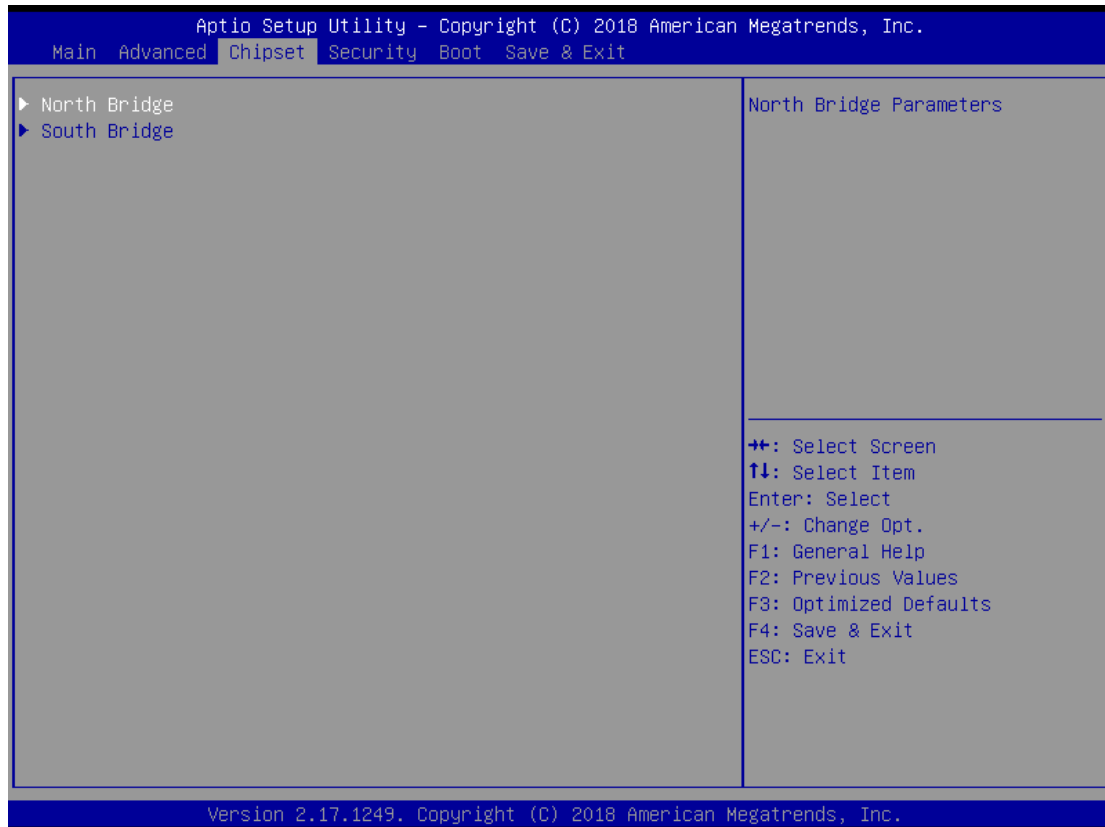 Aptio Setup Utility – Copyright (C) 2018 American Megatrends, Inc.
Main Advanced Chipset Security Boot Save & Exit
▶ North Bridge
▶ South Bridge
North Bridge Parameters
→←: Select Screen
↑↓: Select Item
Enter: Select
+/-: Change Opt.
F1: General Help
F2: Previous Values
F3: Optimized Defaults
F4: Save & Exit
ESC: Exit
Version 2.17.1249. Copyright (C) 2018 American Megatrends, Inc.